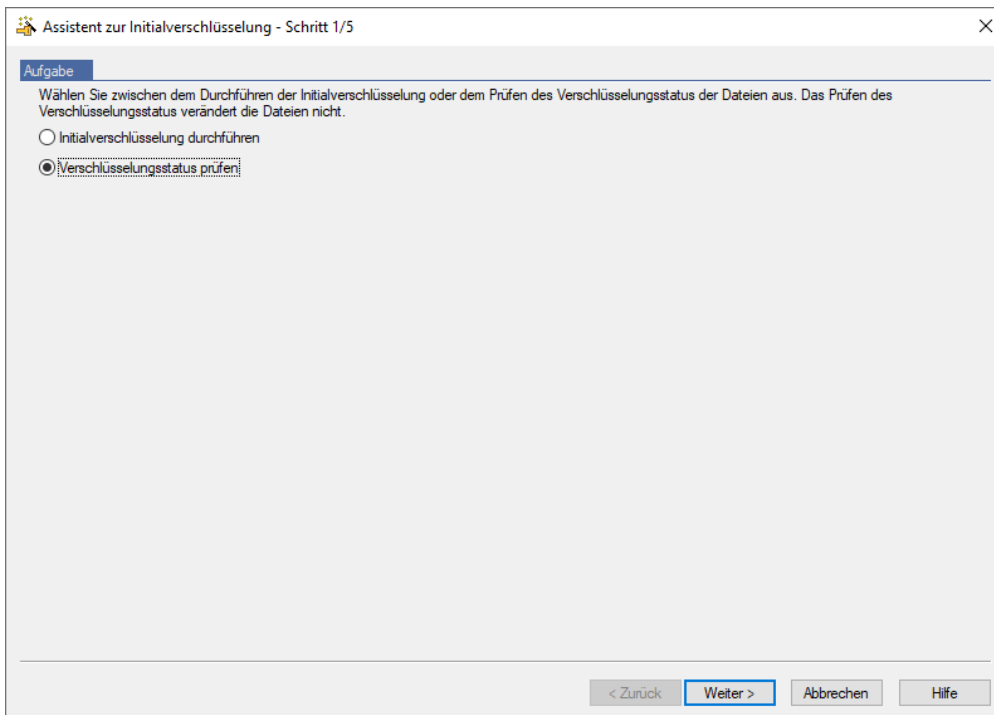 Assistent zur Initialverschlüsselung - Schritt 1/5
Aufgabe
Wählen Sie zwischen dem Durchführen der Initialverschlüsselung oder dem Prüfen des Verschlüsselungsstatus der Dateien aus. Das Prüfen des
Verschlüsselungsstatus verändert die Dateien nicht.
Initialverschlüsselung durchführen
Verschlüsselungsstatus prüfen
< Zurück Weiter > Abbrechen Hilfe